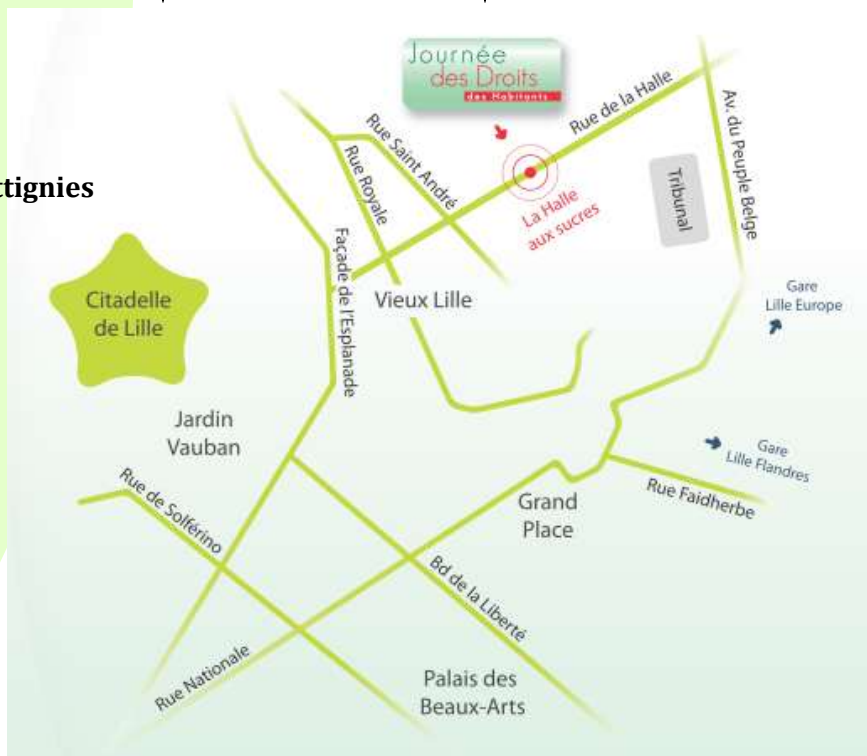 Journée
des Droits
des Habitants
Rue de la Halle
Av. du Peuple Belge
Rue Saint André
Rue Royale
Tribunal
La Halle
aux sucres
Façade de l'Esplanade
Citadelle
de Lille
Vieux Lille
Gare
Lille Europe
Jardin
Vauban
Gare
Lille Flandres
Rue de Solférino
Grand
Place
Rue Faidherbe
Bd de la Liberté
Rue Nationale
Palais des
Beaux-Arts